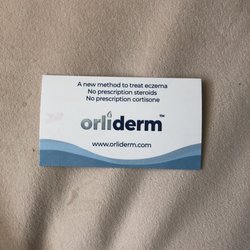 A new method to treat eczema
No prescription steroids
No prescription cortisone
orliderm™
www.orliderm.com